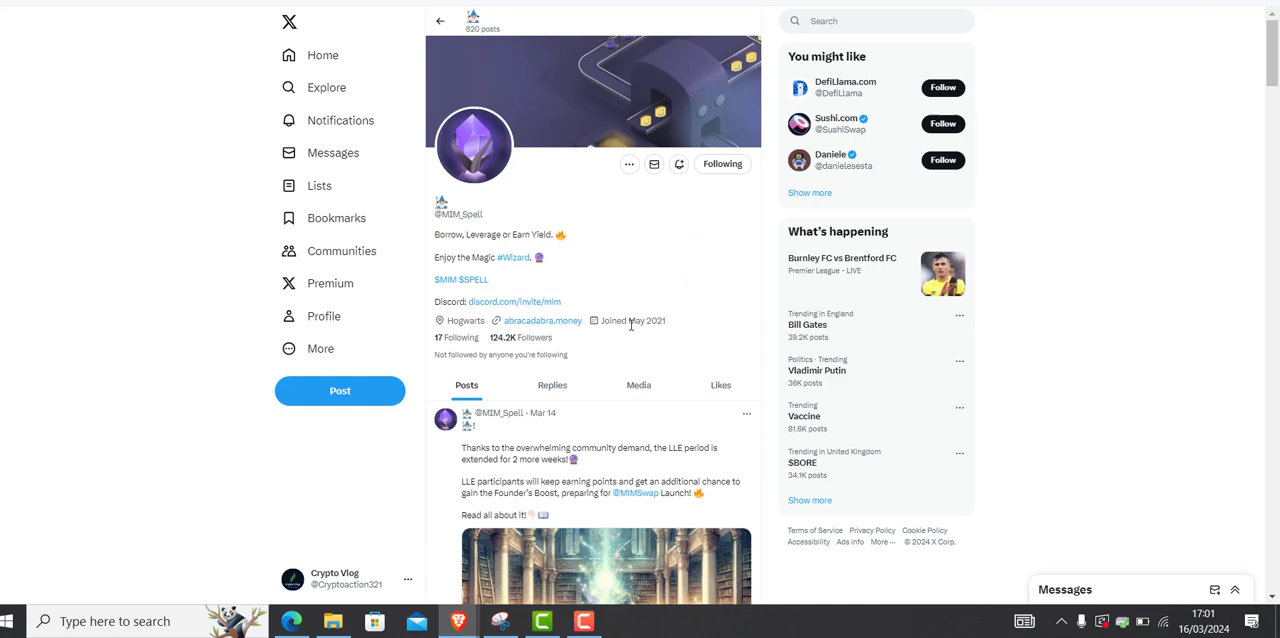 820 posts
Home
Explore
Notifications
Messages
Lists
Bookmarks
Communities
Premium
Profile
More
Post
Crypto Vlog
@Cryptoaction321
Following
@MIM_Spell
Borrow, Leverage or Earn Yield. 🔥
Enjoy the Magic #Wizard. 🔮
$MIM $SPELL
Discord: discord.com/invite/mim
Hogwarts abracadabra.money Joined May 2021
17 Following 124.2K Followers
Not followed by anyone you're following
Posts Replies Media Likes
@MIM_Spell · Mar 14
!
Thanks to the overwhelming community demand, the LLE period is
extended for 2 more weeks!🔮
LLE participants will keep earning points and get an additional chance to
gain the Founder's Boost, preparing for @MIMSwap Launch! 🔥
Read all about it!👇🏻 📖
Search
You might like
DefiLlama.com
@DefiLlama
Follow
Sushi.com
@SushiSwap
Follow
Daniele
@danielesesta
Follow
Show more
What's happening
Burnley FC vs Brentford FC
Premier League · LIVE
Trending in England
Bill Gates
39.2K posts
Politics · Trending
Vladimir Putin
36K posts
Trending
Vaccine
81.6K posts
Trending in United Kingdom
$BORE
34.1K posts
Show more
Terms of Service Privacy Policy Cookie Policy
Accessibility Ads info More ··· © 2024 X Corp.
Messages
Type here to search
17:01
16/03/2024